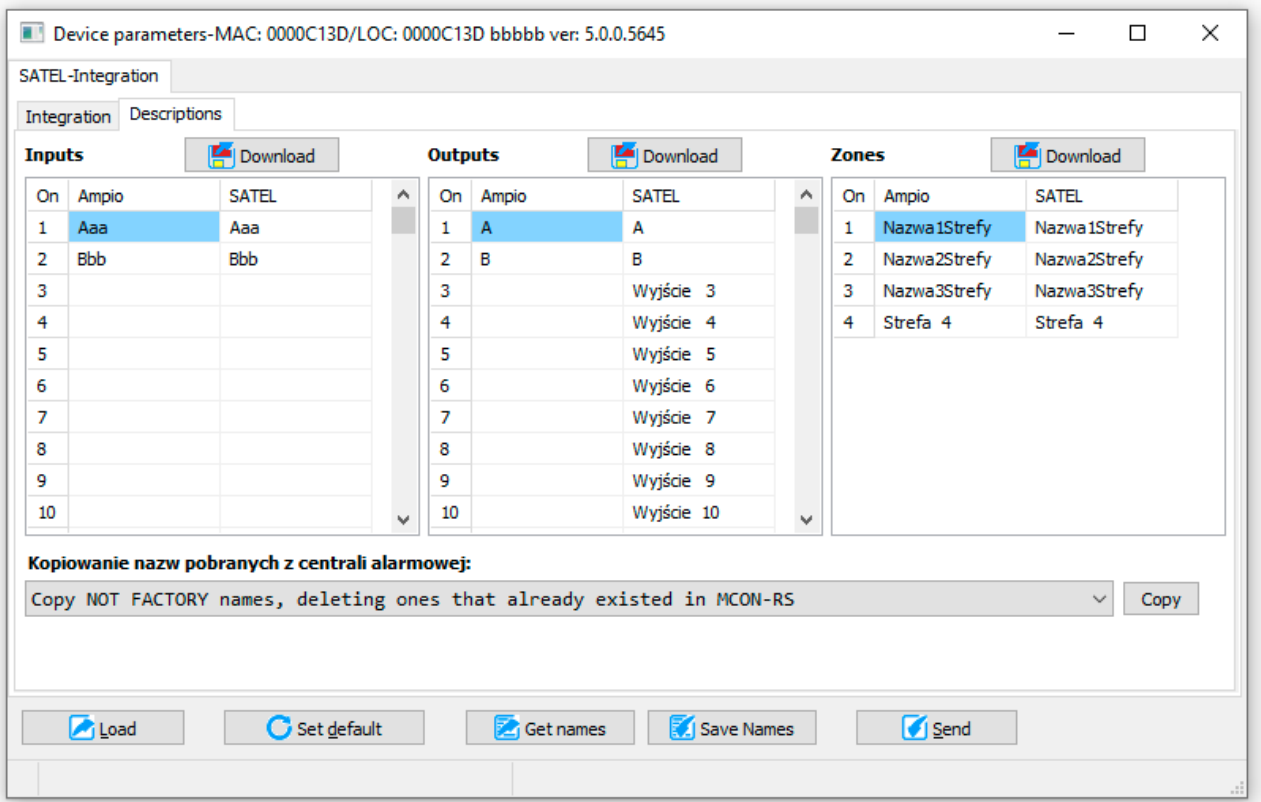 Device parameters-MAC: 0000C13D/LOC: 0000C13D bbbbb ver: 5.0.0.5645
SATEL-Integration
Integration Descriptions
Inputs Download Outputs Download Zones Download
On Ampio SATEL On Ampio SATEL On Ampio SATEL
1 Aaa Aaa 1 A A 1 Nazwa1Strefy Nazwa1Strefy
2 Bbb Bbb 2 B B 2 Nazwa2Strefy Nazwa2Strefy
3 3 Wyjście 3 3 Nazwa3Strefy Nazwa3Strefy
4 4 Wyjście 4 4 Strefa 4 Strefa 4
5 5 Wyjście 5
6 6 Wyjście 6
7 7 Wyjście 7
8 8 Wyjście 8
9 9 Wyjście 9
10 10 Wyjście 10
Kopiowanie nazw pobranych z centrali alarmowej:
Copy NOT FACTORY names, deleting ones that already existed in MCON-RS Copy
Load Set default Get names Save Names Send